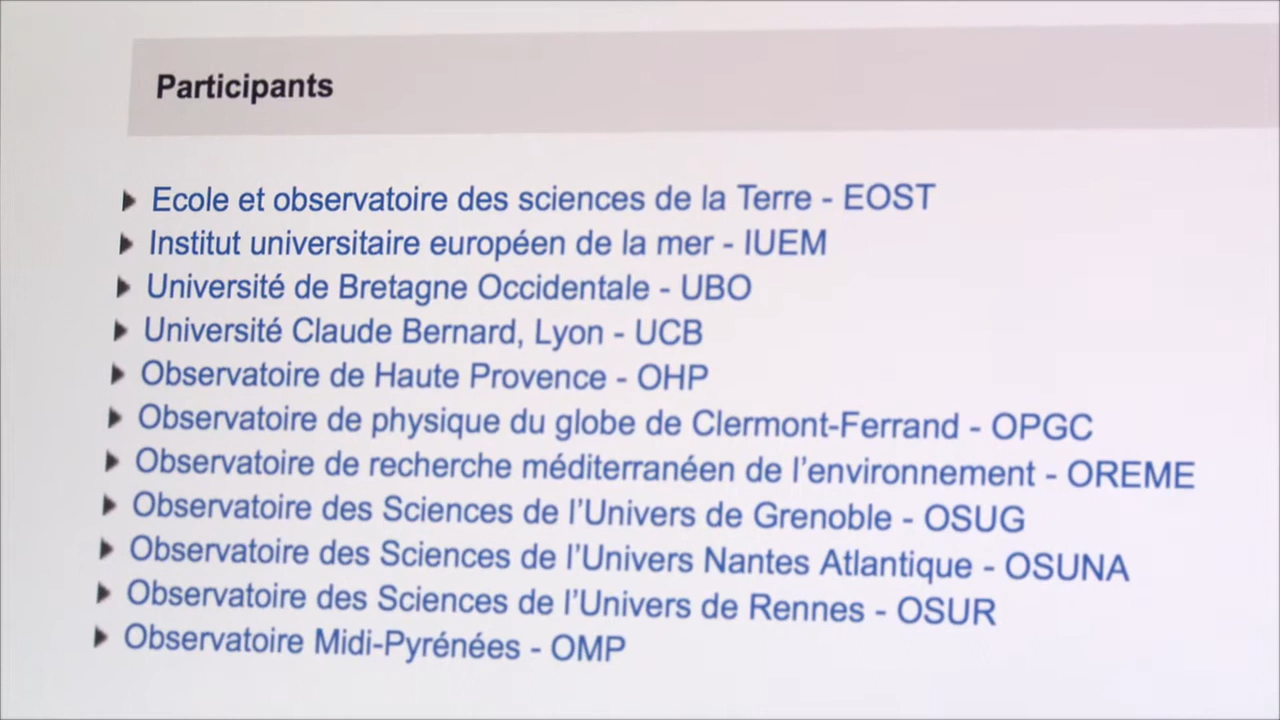 Participants
Ecole et observatoire des sciences de la Terre - EOST
Institut universitaire européen de la mer - IUEM
Université de Bretagne Occidentale - UBO
Université Claude Bernard, Lyon - UCB
Observatoire de Haute Provence - OHP
Observatoire de physique du globe de Clermont-Ferrand - OPGC
Observatoire de recherche méditerranéen de l’environnement - OREME
Observatoire des Sciences de l’Univers de Grenoble - OSUG
Observatoire des Sciences de l’Univers Nantes Atlantique - OSUNA
Observatoire des Sciences de l’Univers de Rennes - OSUR
Observatoire Midi-Pyrénées - OMP